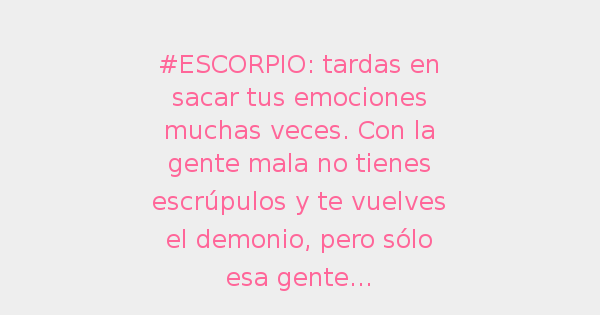 #ESCORPIO: tardas en
sacar tus emociones
muchas veces. Con la
gente mala no tienes
escrúpulos y te vuelves
el demonio, pero sólo
esa gente...